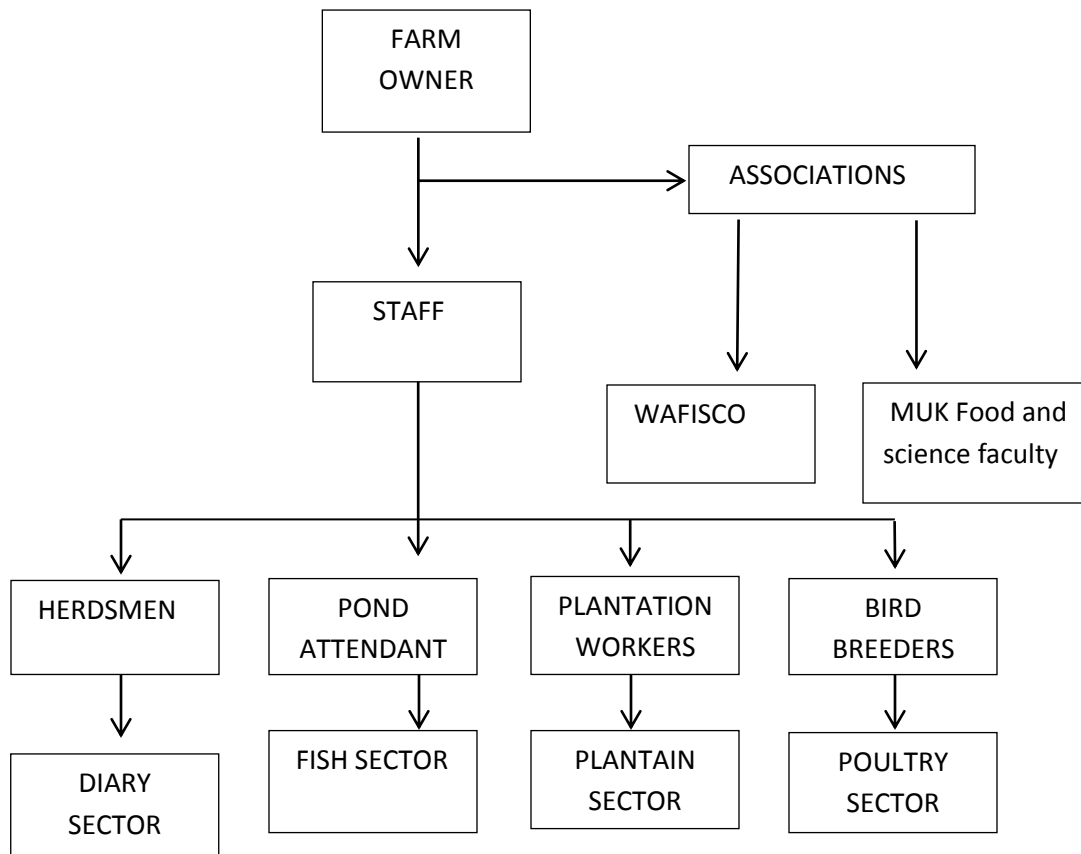 FARM
OWNER
ASSOCIATIONS
STAFF
WAFISCO
MUK Food and
science faculty
HERDSMEN
POND
ATTENDANT
PLANTATION
WORKERS
BIRD
BREEDERS
DIARY
SECTOR
FISH SECTOR
PLANTAIN
SECTOR
POULTRY
SECTOR